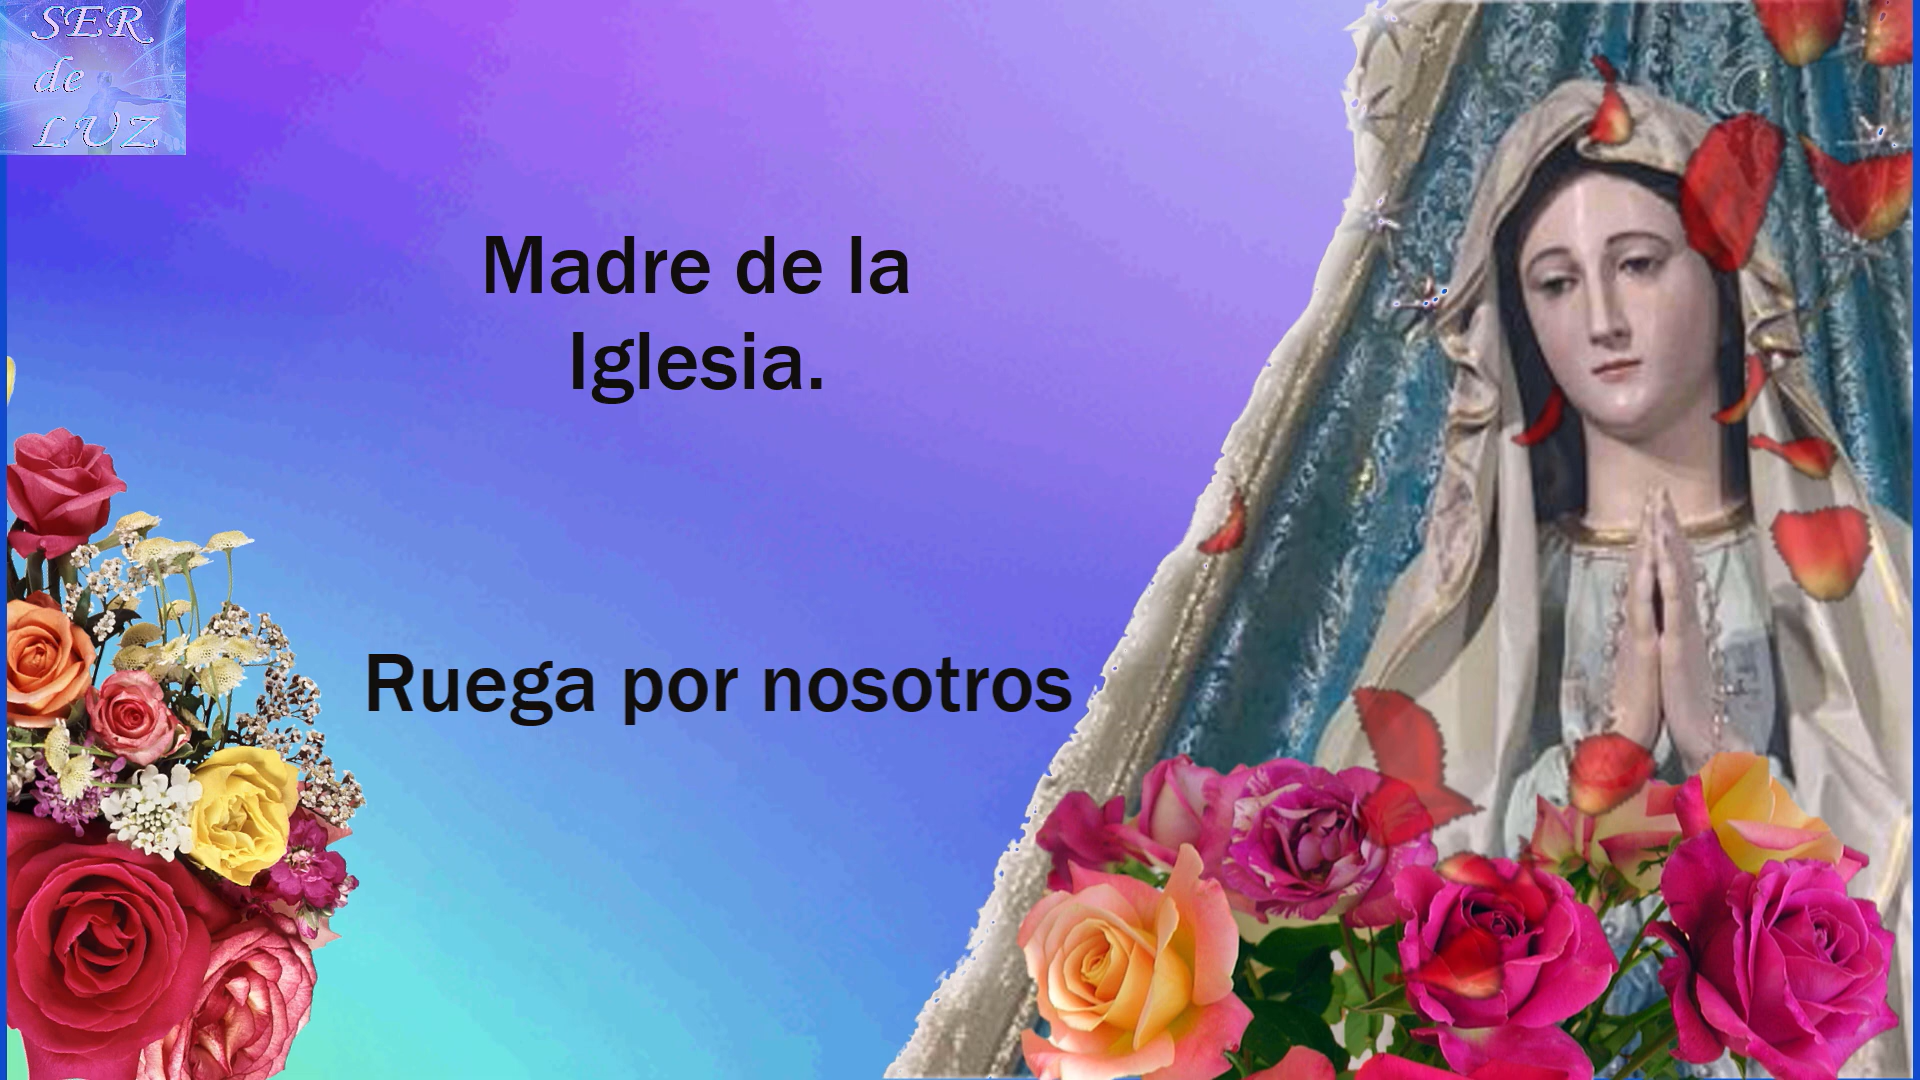 SER
de
LUZ
Madre de la
Iglesia.
Ruega por nosotros